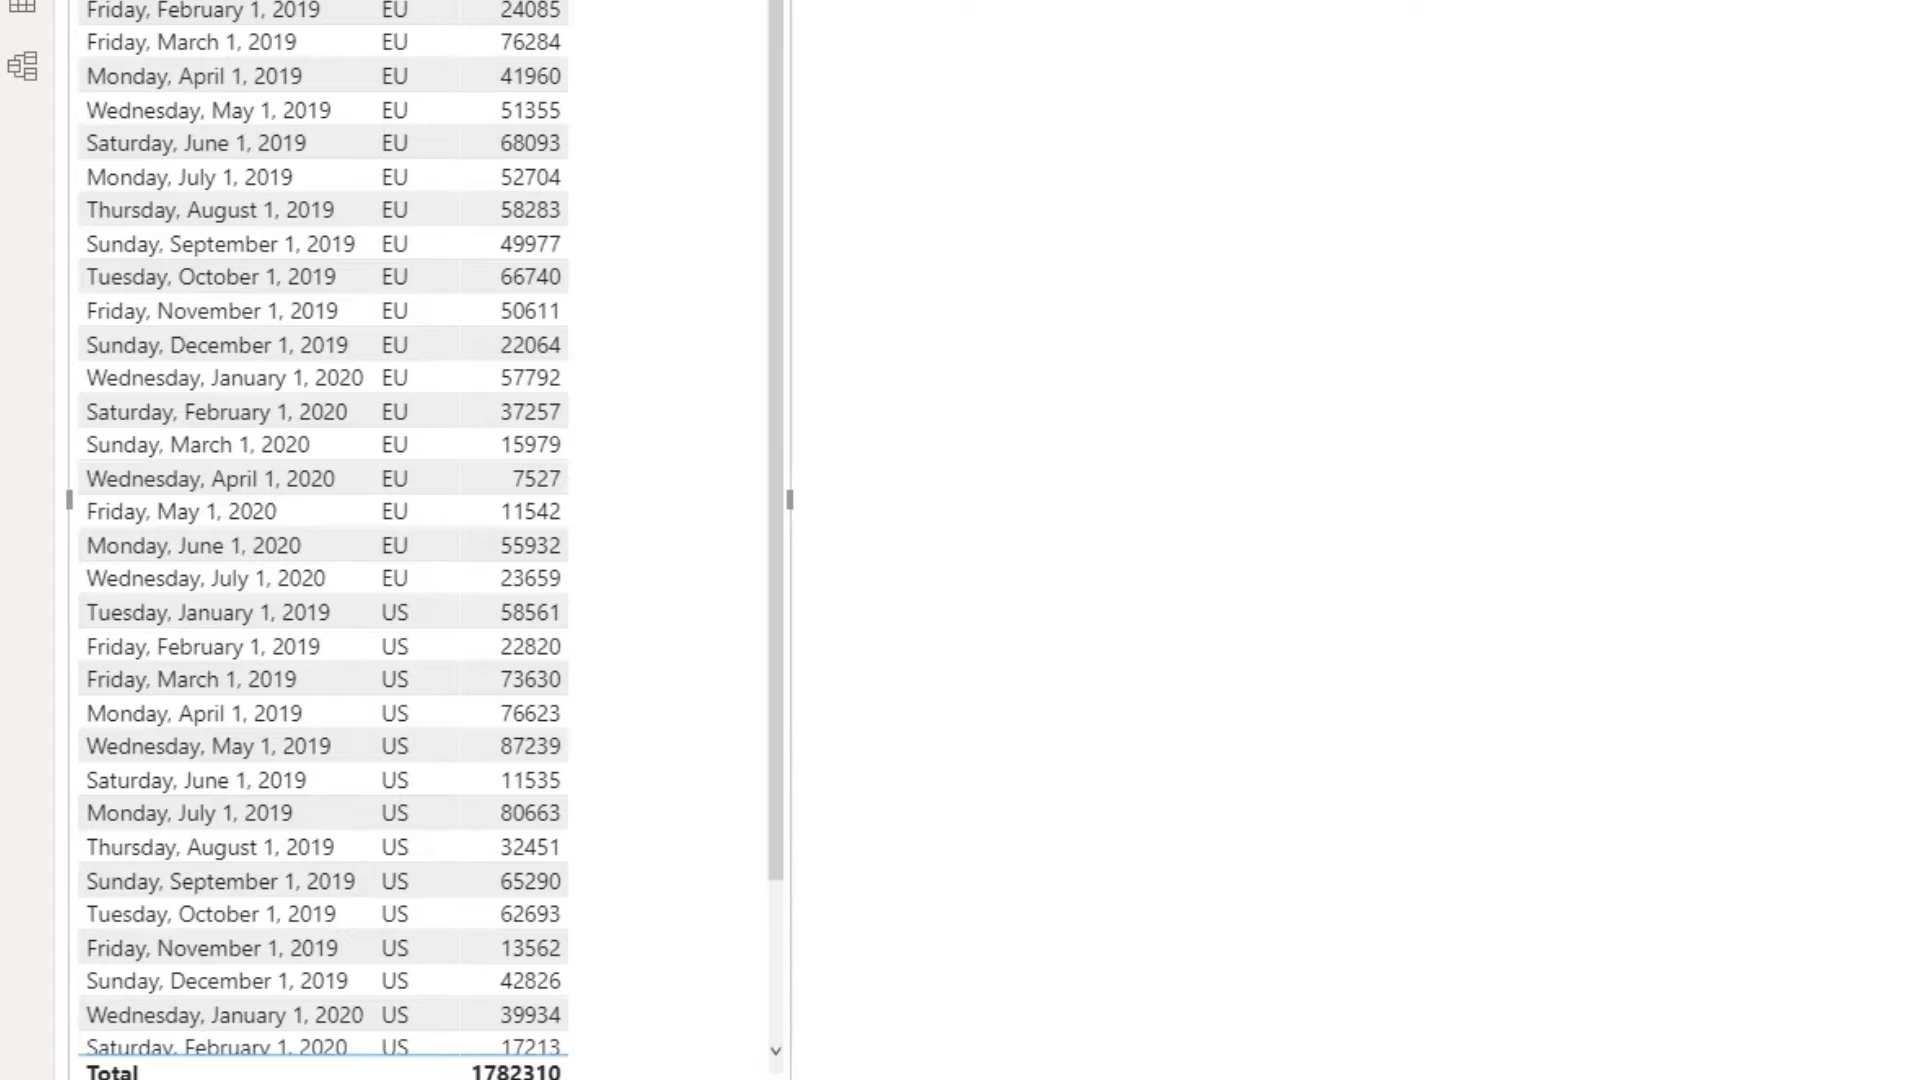 Friday, February 1, 2019 EU 24085
Friday, March 1, 2019 EU 76284
Monday, April 1, 2019 EU 41960
Wednesday, May 1, 2019 EU 51355
Saturday, June 1, 2019 EU 68093
Monday, July 1, 2019 EU 52704
Thursday, August 1, 2019 EU 58283
Sunday, September 1, 2019 EU 49977
Tuesday, October 1, 2019 EU 66740
Friday, November 1, 2019 EU 50611
Sunday, December 1, 2019 EU 22064
Wednesday, January 1, 2020 EU 57792
Saturday, February 1, 2020 EU 37257
Sunday, March 1, 2020 EU 15979
Wednesday, April 1, 2020 EU 7527
Friday, May 1, 2020 EU 11542
Monday, June 1, 2020 EU 55932
Wednesday, July 1, 2020 EU 23659
Tuesday, January 1, 2019 US 58561
Friday, February 1, 2019 US 22820
Friday, March 1, 2019 US 73630
Monday, April 1, 2019 US 76623
Wednesday, May 1, 2019 US 87239
Saturday, June 1, 2019 US 11535
Monday, July 1, 2019 US 80663
Thursday, August 1, 2019 US 32451
Sunday, September 1, 2019 US 65290
Tuesday, October 1, 2019 US 62693
Friday, November 1, 2019 US 13562
Sunday, December 1, 2019 US 42826
Wednesday, January 1, 2020 US 39934
Saturday, February 1, 2020 US 17213
Total 1782310